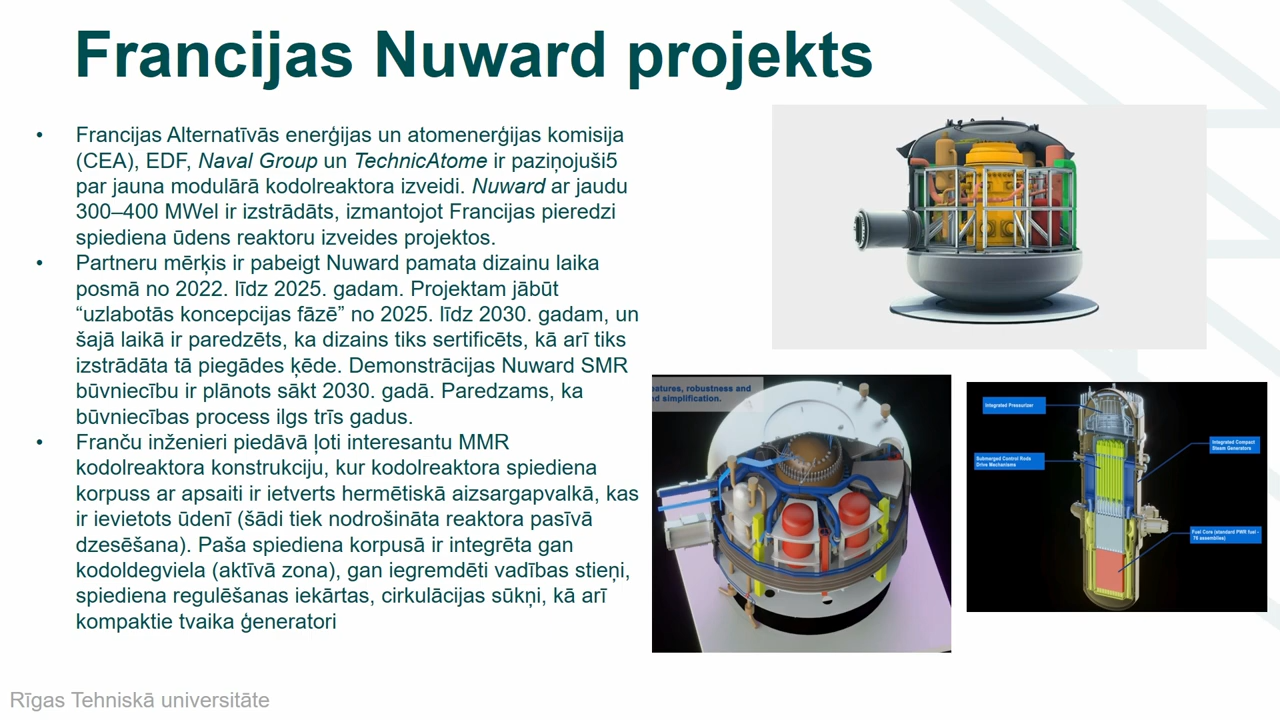 Francijas Nuward projekts
• Francijas Alternatīvās enerģijas un atomenerģijas komisija
(CEA), EDF, Naval Group un TechnicAtome ir paziņojuši5
par jauna modulārā kodolreaktora izveidi. Nuward ar jaudu
300–400 MWel ir izstrādāts, izmantojot Francijas pieredzi
spiediena ūdens reaktoru izveides projektos.
• Partneru mērķis ir pabeigt Nuward pamata dizainu laika
posmā no 2022. līdz 2025. gadam. Projektam jābūt
“uzlabotās koncepcijas fāzē” no 2025. līdz 2030. gadam, un
šajā laikā ir paredzēts, ka dizains tiks sertificēts, kā arī tiks
izstrādāta tā piegādes ķēde. Demonstrācijas Nuward SMR
būvniecību ir plānots sākt 2030. gadā. Paredzams, ka
būvniecības process ilgs trīs gadus.
• Franču inženieri piedāvā ļoti interesantu MMR
kodolreaktora konstrukciju, kur kodolreaktora spiediena
korpuss ar apsaiti ir ietverts hermētiskā aizsargapvalkā, kas
ir ievietots ūdenī (šādi tiek nodrošināta reaktora pasīvā
dzesēšana). Paša spiediena korpusā ir integrēta gan
kodoldegviela (aktīvā zona), gan iegremdēti vadības stieņi,
spiediena regulēšanas iekārtas, cirkulācijas sūkņi, kā arī
kompaktie tvaika ģeneratori
eatures, robustness and
nd simplification.
Integrated Pressurizer
Integrated Compact
Steam Generators
Submerged Control Rods
Drive Mechanisms
Fuel Core (standard PWR fuel -
76 assemblies)
Rīgas Tehniskā universitāte